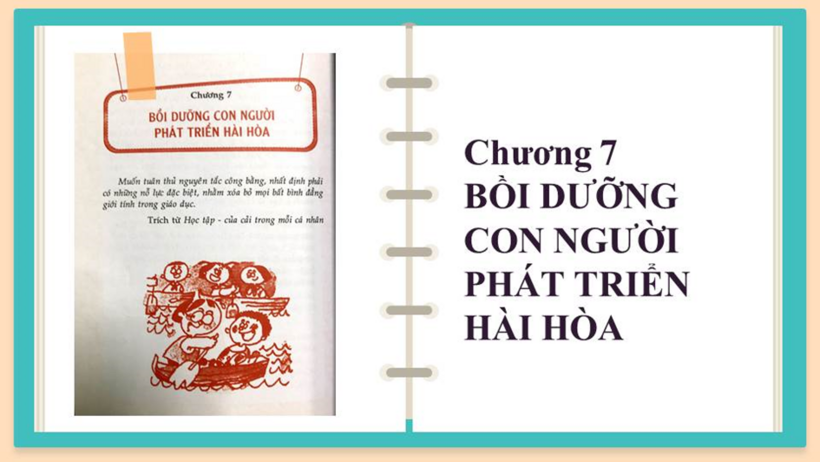 Chương 7
BỒI DƯỠNG CON NGƯỜI
PHÁT TRIỂN HÀI HÒA
Muốn tuân thủ nguyên tắc công bằng, nhất định phải
có những nỗ lực đặc biệt, nhằm xóa bỏ mọi bất bình đẳng
giới tính trong giáo dục.
Trích từ Học tập - của cải trong mỗi cá nhân
Chương 7
BỒI DƯỠNG
CON NGƯỜI
PHÁT TRIỂN
HÀI HÒA